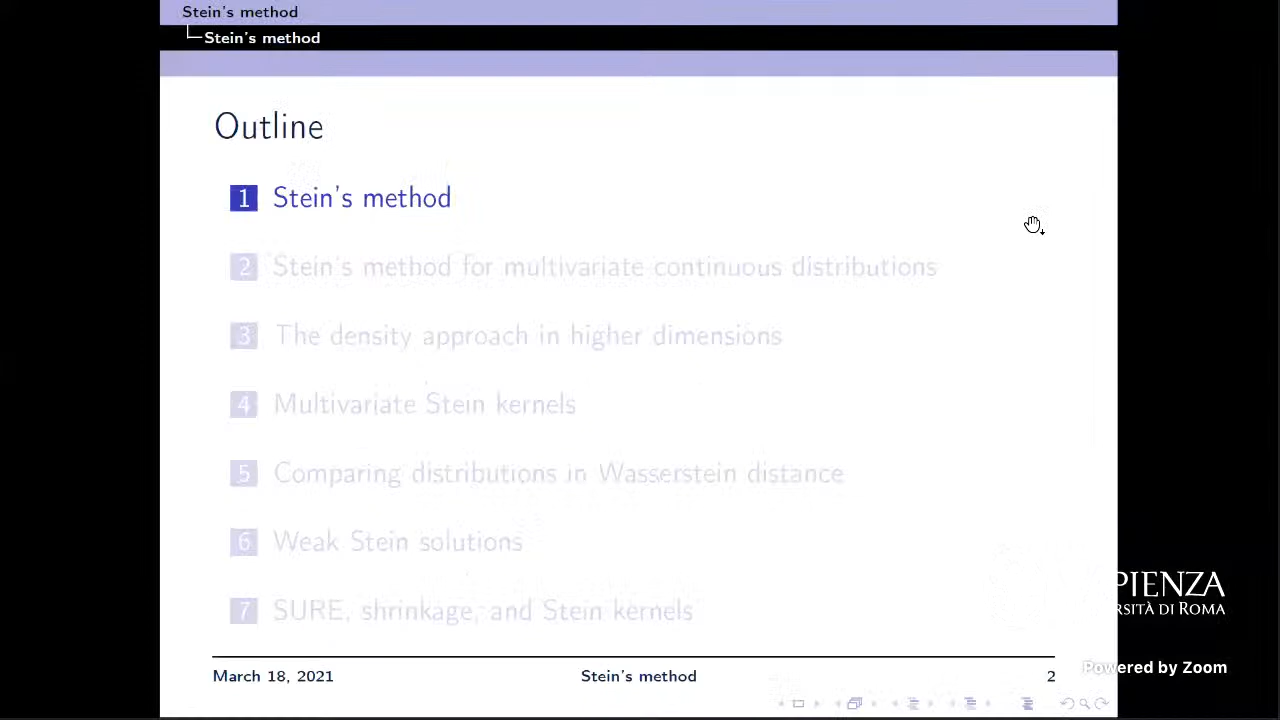 Stein's method
Stein's method
Outline
1 Stein's method
2 Stein's method for multivariate continuous distributions
3 The density approach in higher dimensions
4 Multivariate Stein kernels
5 Comparing distributions in Wasserstein distance
6 Weak Stein solutions
7 SURE, shrinkage, and Stein kernels
PIENZA
RSITÀ DI ROMA
Powered by Zoom
March 18, 2021 Stein's method 2